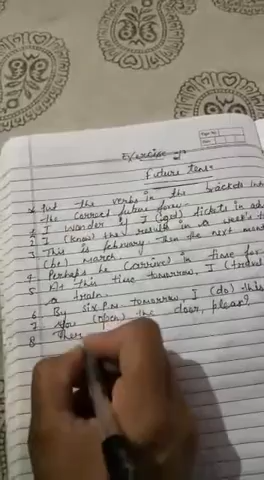 Exercise
Future Tense
* Put the verbs in the brackets into
the correct future form.
1 I wonder if I (get) tickets in
2 I (know) the result in a week's
3 This is february. Then the next
(be) March.
4 Perhaps he (arrive) in time for
5 At this time tomorrow, I
a train.
6 By six P.M tomorrow, I (do) this
7 You (open) the door, please?
8